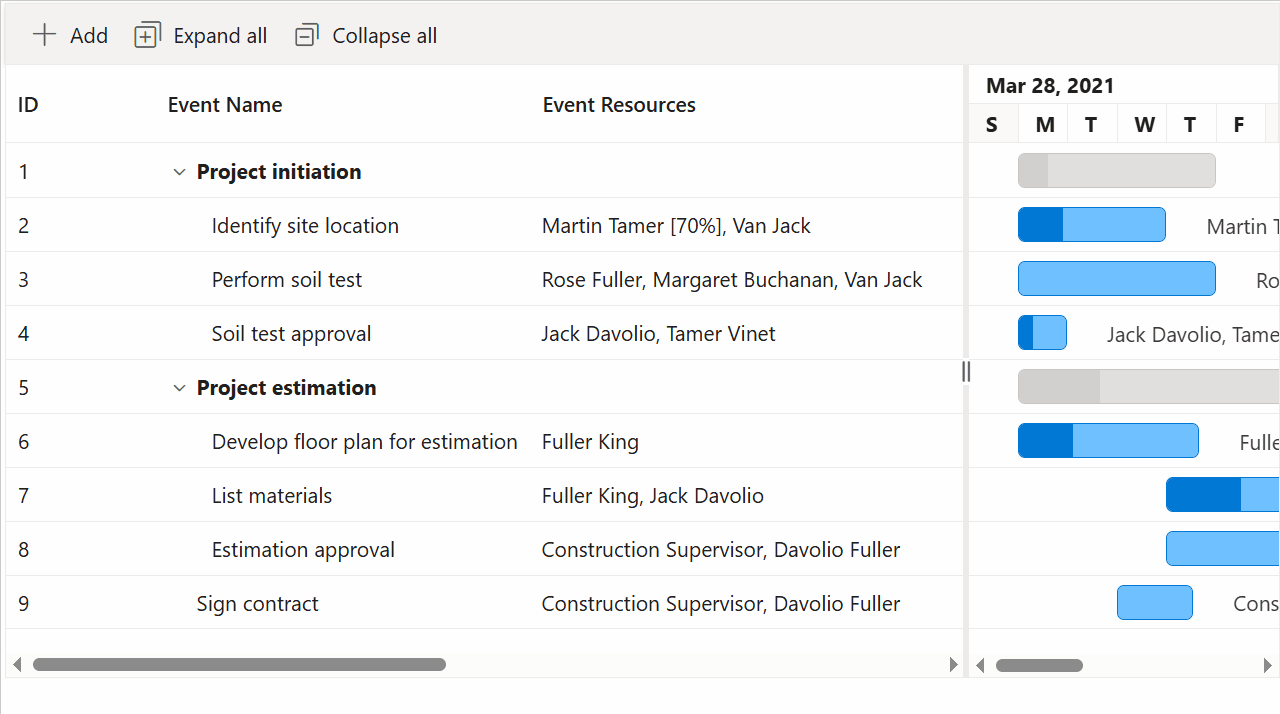 Add Expand all Collapse all
ID Event Name Event Resources Mar 28, 2021
S M T W T F
1 Project initiation
2 Identify site location Martin Tamer [70%], Van Jack Martin T
3 Perform soil test Rose Fuller, Margaret Buchanan, Van Jack Ro
4 Soil test approval Jack Davolio, Tamer Vinet Jack Davolio, Tame
5 Project estimation
6 Develop floor plan for estimation Fuller King Fulle
7 List materials Fuller King, Jack Davolio
8 Estimation approval Construction Supervisor, Davolio Fuller
9 Sign contract Construction Supervisor, Davolio Fuller Cons